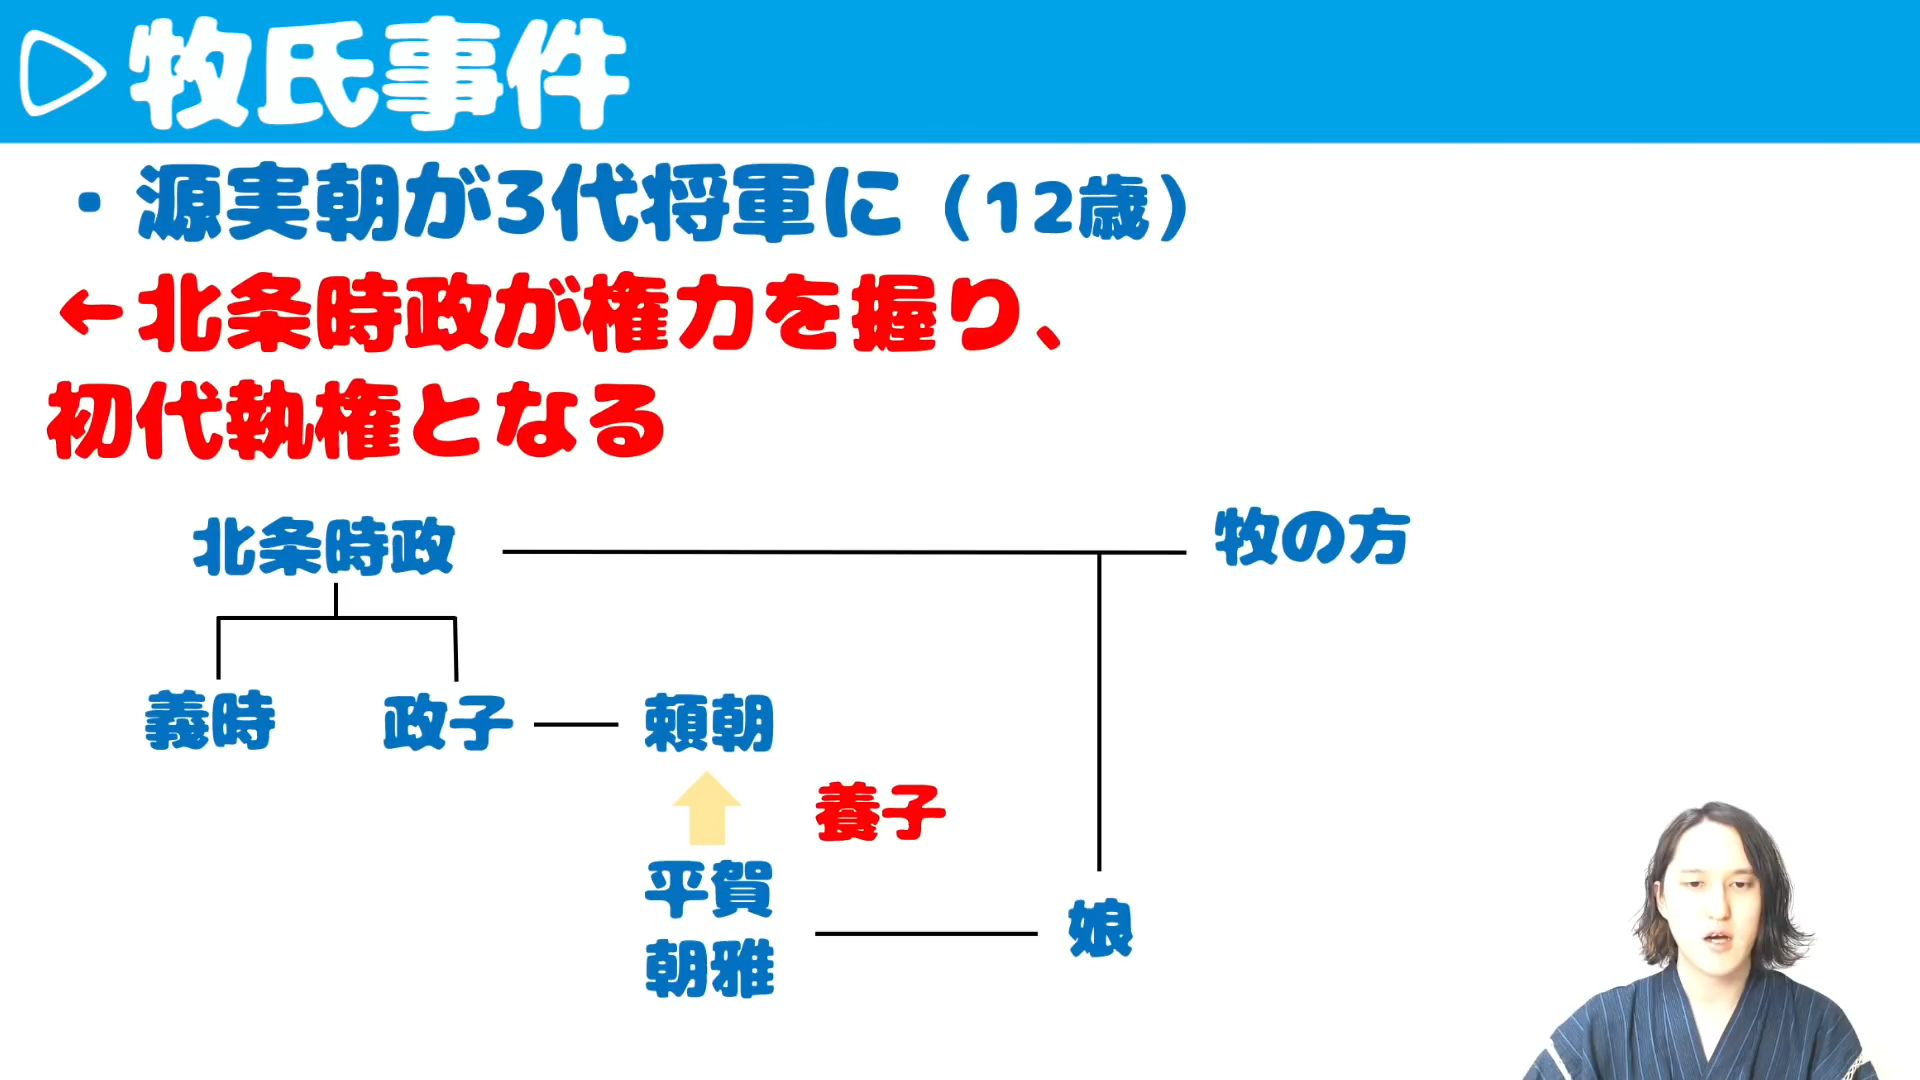 牧氏事件
・源実朝が3代将軍に（12歳）
←北条時政が権力を握り、
初代執権となる
北条時政
牧の方
義時
政子
頼朝
養子
平賀
朝雅
娘